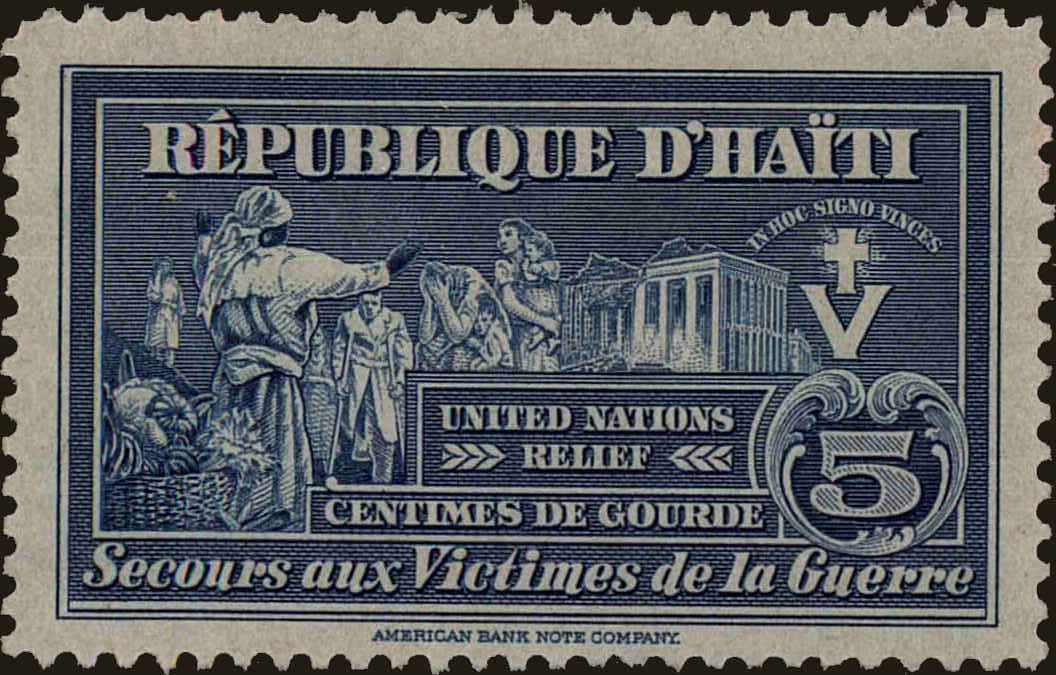 RÉPUBLIQUE D'HAÏTI
IN HOC SIGNO VINCES
V
UNITED NATIONS
RELIEF
CENTIMES DE GOURDE
5
Secours aux Victimes de la Guerre
AMERICAN BANK NOTE COMPANY.